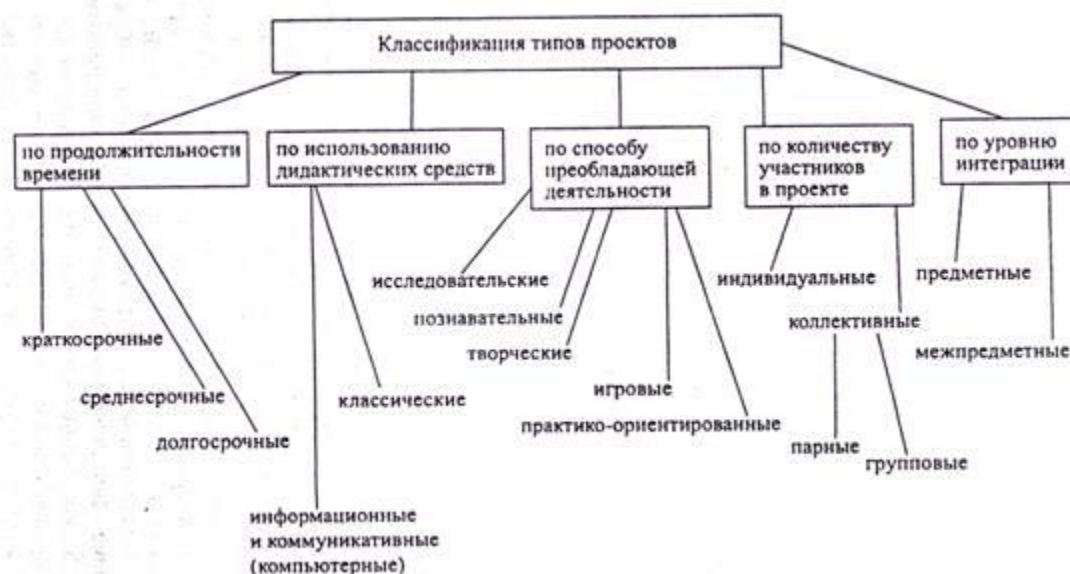 Классификация типов проектов
по продолжительности
времени
по использованию
дидактических средств
по способу
преобладающей
деятельности
по количеству
участников
в проекте
по уровню
интеграции
исследовательские
индивидуальные
предметные
познавательные
коллективные
краткосрочные
творческие
межпредметные
среднесрочные
классические
игровые
долгосрочные
практико-ориентированные
парные
групповые
информационные
и коммуникативные
(компьютерные)